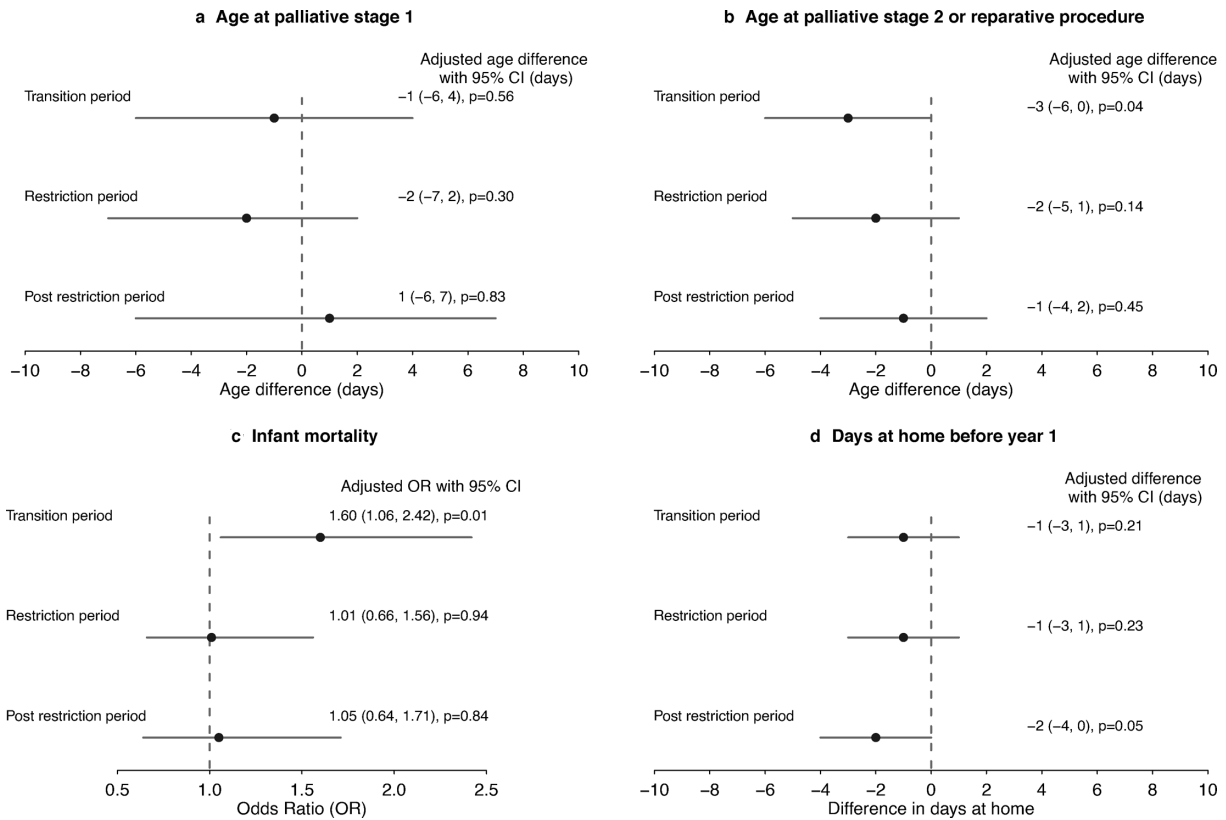 a Age at palliative stage 1
Adjusted age difference
with 95% CI (days)
Transition period
−1 (−6, 4), p=0.56
Restriction period
−2 (−7, 2), p=0.30
Post restriction period
1 (−6, 7), p=0.83
−10 −8 −6 −4 −2 0 2 4 6 8 10
Age difference (days)
b Age at palliative stage 2 or reparative procedure
Adjusted age difference
with 95% CI (days)
Transition period
−3 (−6, 0), p=0.04
Restriction period
−2 (−5, 1), p=0.14
Post restriction period
−1 (−4, 2), p=0.45
−10 −8 −6 −4 −2 0 2 4 6 8 10
Age difference (days)
c Infant mortality
Adjusted OR with 95% CI
Transition period
1.60 (1.06, 2.42), p=0.01
Restriction period
1.01 (0.66, 1.56), p=0.94
Post restriction period
1.05 (0.64, 1.71), p=0.84
0.5 1.0 1.5 2.0 2.5
Odds Ratio (OR)
d Days at home before year 1
Adjusted difference
with 95% CI (days)
Transition period
−1 (−3, 1), p=0.21
Restriction period
−1 (−3, 1), p=0.23
Post restriction period
−2 (−4, 0), p=0.05
−10 −8 −6 −4 −2 0 2 4 6 8 10
Difference in days at home